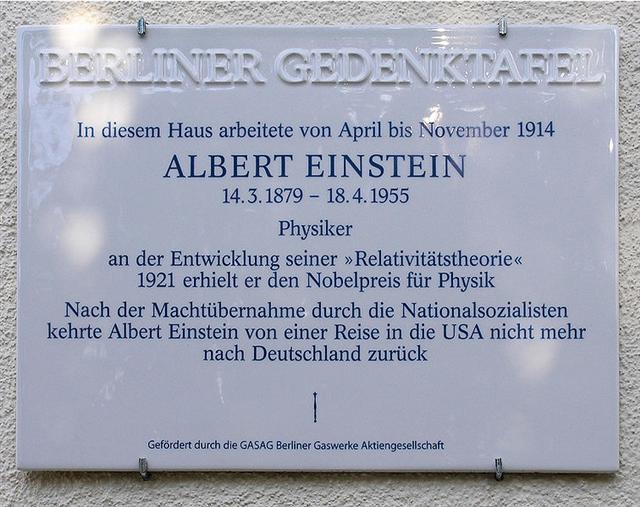 BERLINER GEDENKTAFEL
In diesem Haus arbeitete von April bis November 1914
ALBERT EINSTEIN
14.3.1879 – 18.4.1955
Physiker
an der Entwicklung seiner »Relativitätstheorie«
1921 erhielt er den Nobelpreis für Physik
Nach der Machtübernahme durch die Nationalsozialisten
kehrte Albert Einstein von einer Reise in die USA nicht mehr
nach Deutschland zurück
Gefördert durch die GASAG Berliner Gaswerke Aktiengesellschaft